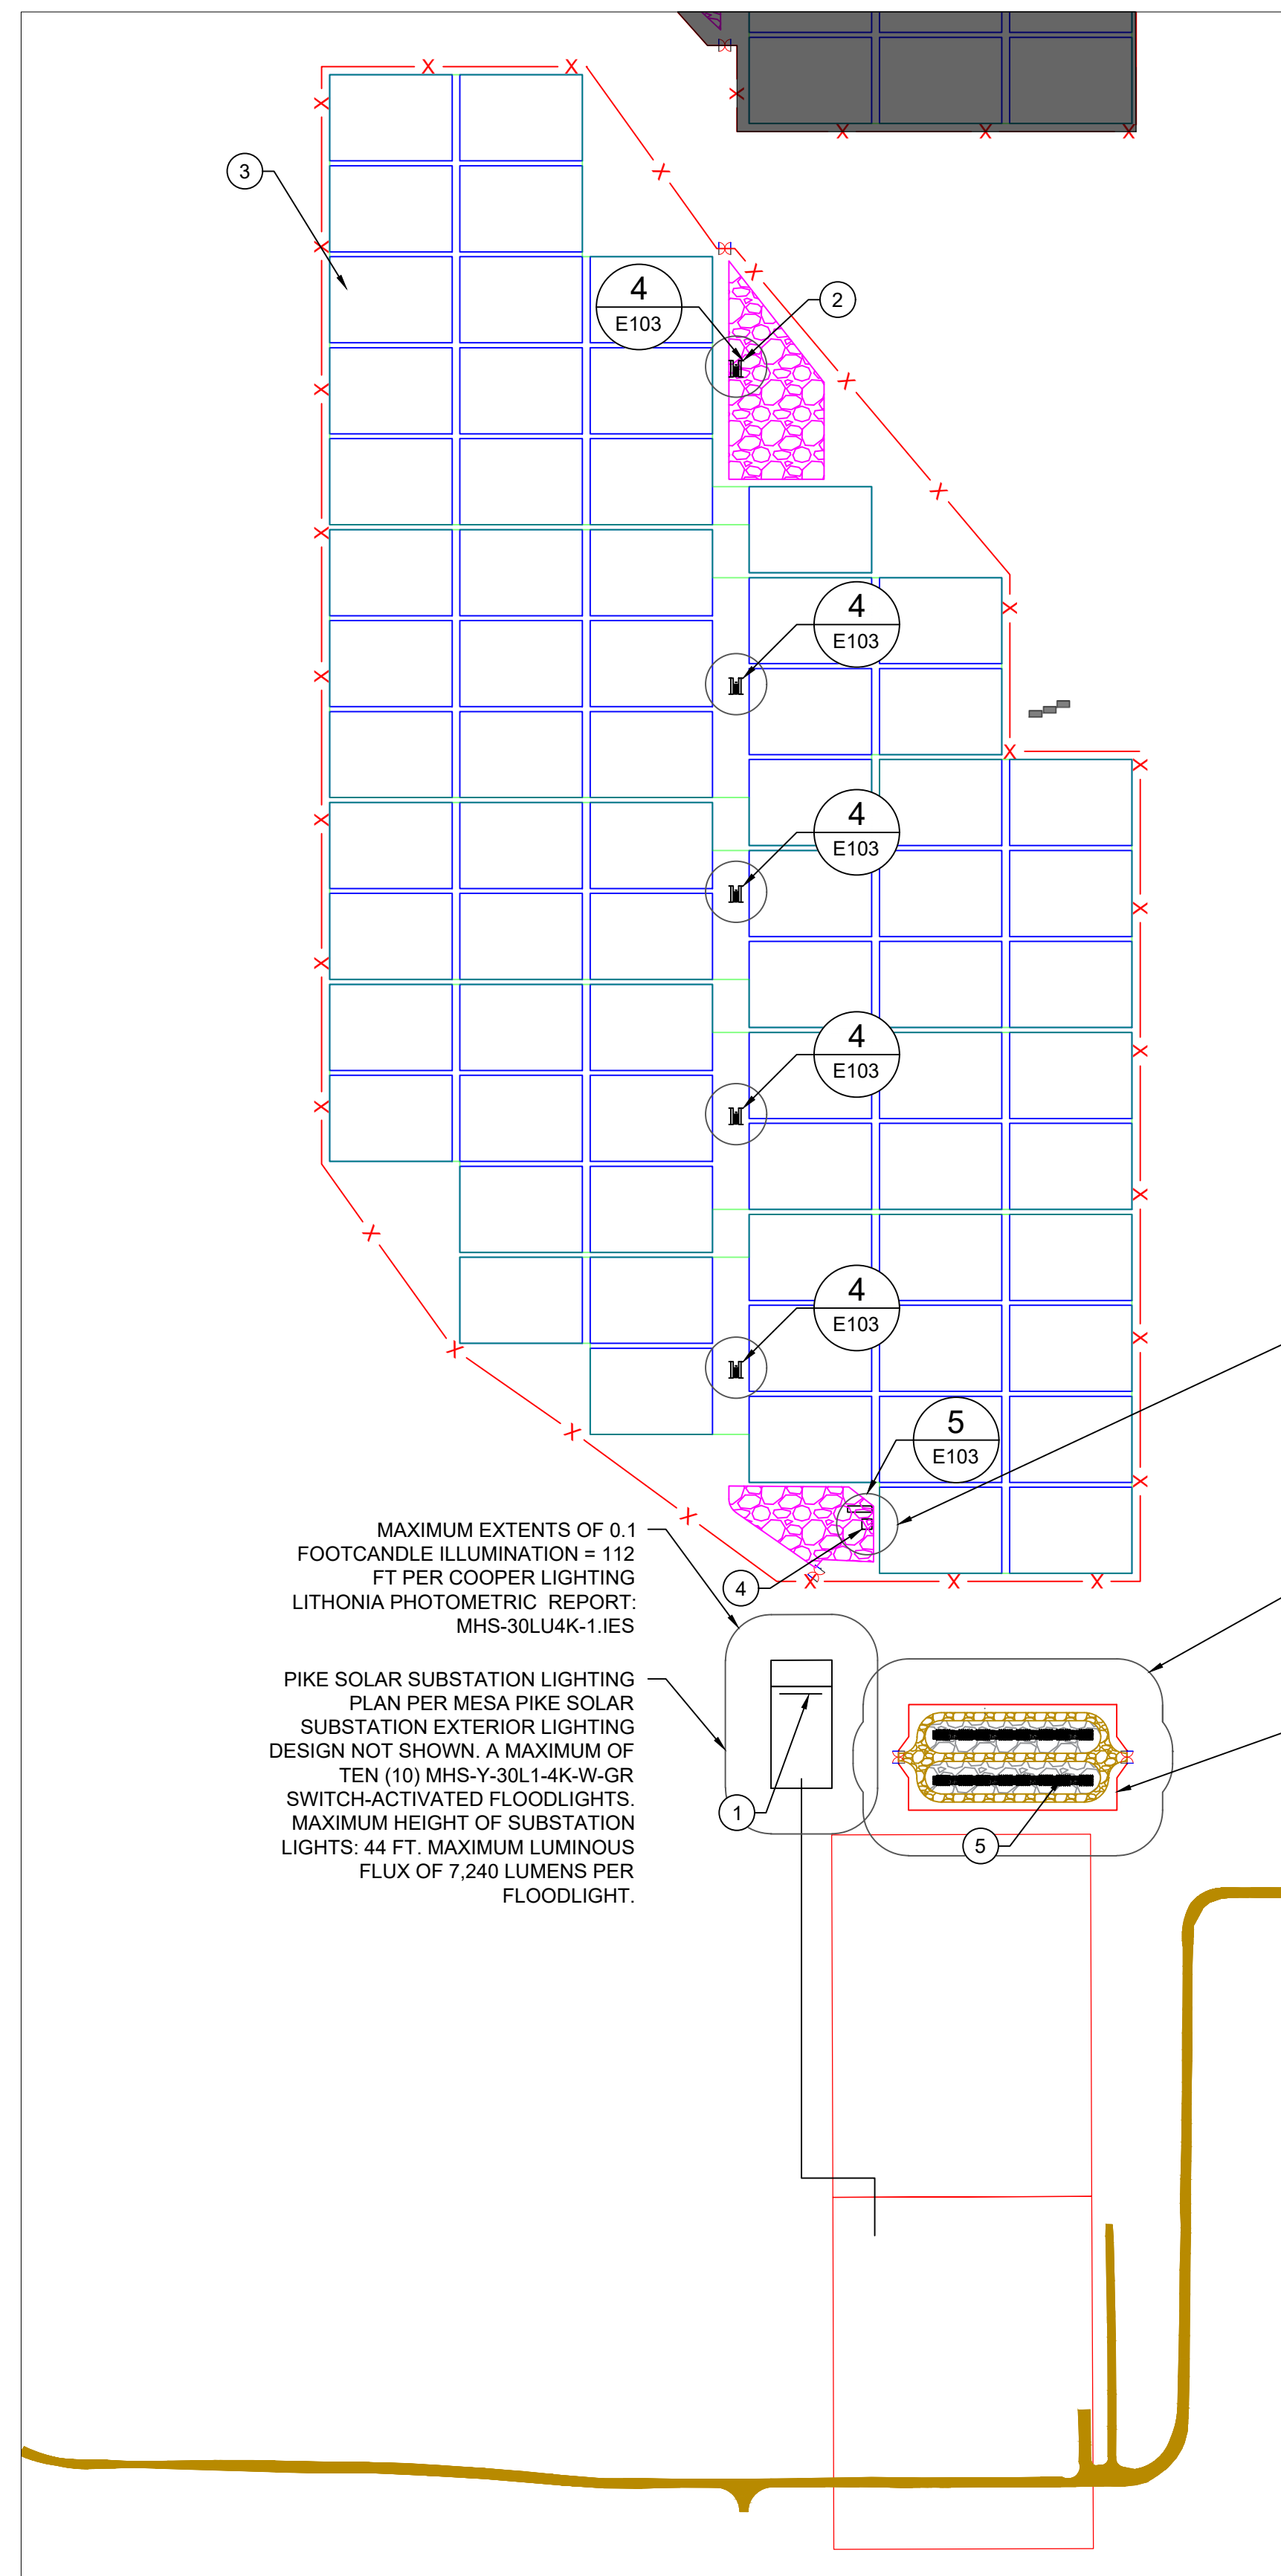 3
4
E103
2
4
E103
4
E103
4
E103
4
E103
5
E103
MAXIMUM EXTENTS OF 0.1
FOOTCANDLE ILLUMINATION = 112
FT PER COOPER LIGHTING
LITHONIA PHOTOMETRIC REPORT:
MHS-30LU4K-1.IES
4
PIKE SOLAR SUBSTATION LIGHTING
PLAN PER MESA PIKE SOLAR
SUBSTATION EXTERIOR LIGHTING
DESIGN NOT SHOWN. A MAXIMUM OF
TEN (10) MHS-Y-30L1-4K-W-GR
SWITCH-ACTIVATED FLOODLIGHTS.
MAXIMUM HEIGHT OF SUBSTATION
LIGHTS: 44 FT. MAXIMUM LUMINOUS
FLUX OF 7,240 LUMENS PER
FLOODLIGHT.
1
5